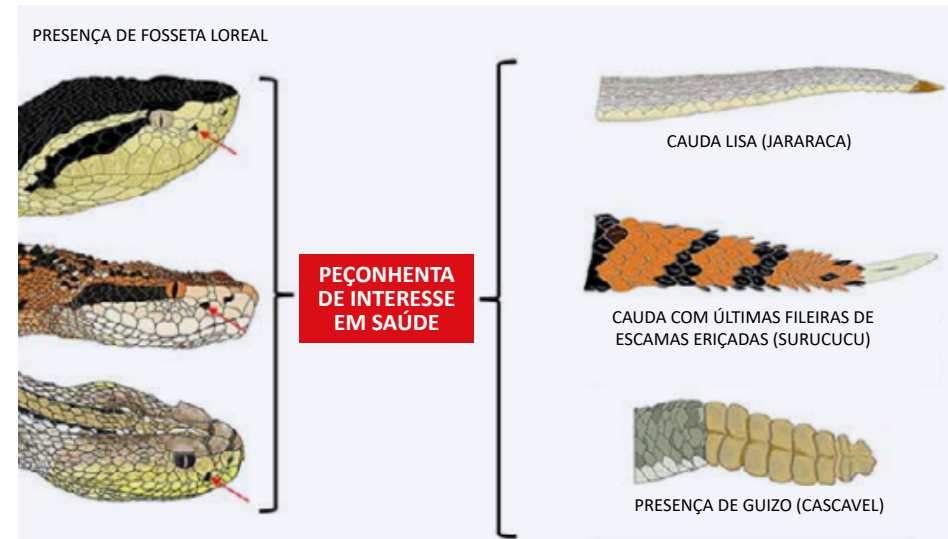 PRESENÇA DE FOSSETA LOREAL
CAUDA LISA (JARARACA)
PEÇONHENTA
DE INTERESSE
EM SAÚDE
CAUDA COM ÚLTIMAS FILEIRAS DE
ESCAMAS ERIÇADAS (SURUCUCU)
PRESENÇA DE GUIZO (CASCAVEL)